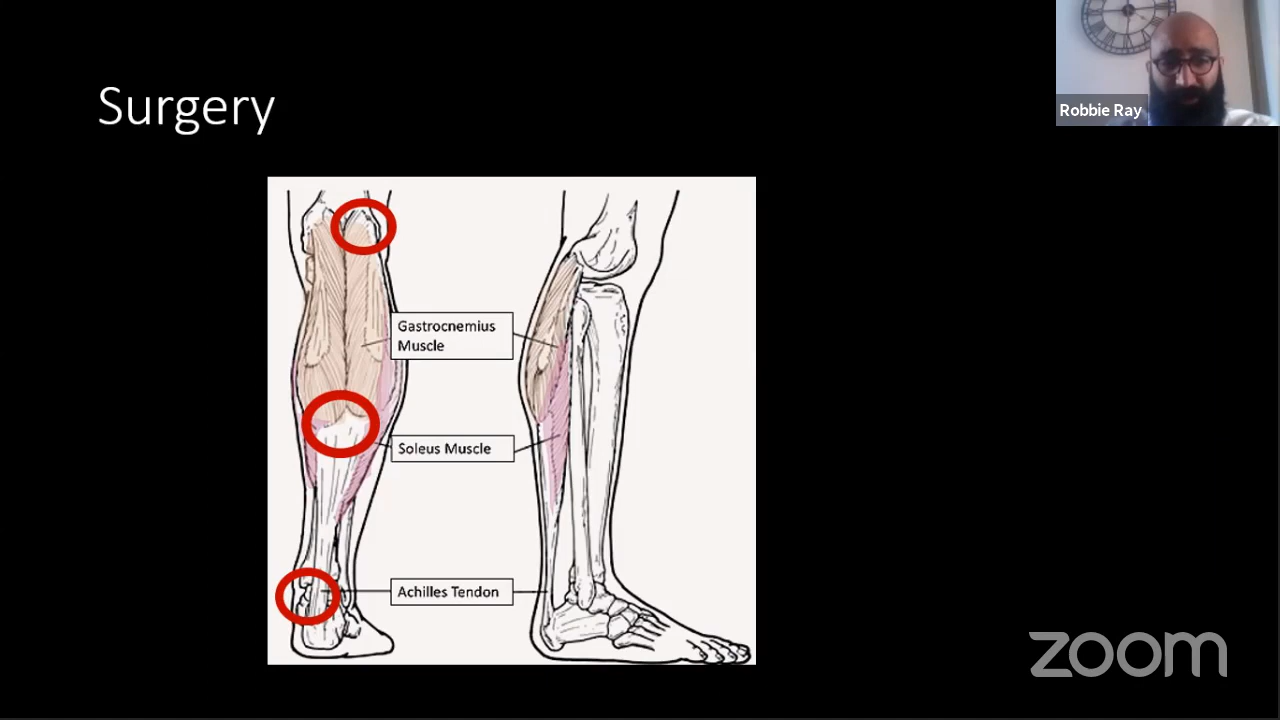 Surgery
Robbie Ray
Gastrocnemius
Muscle
Soleus Muscle
Achilles Tendon
zoom